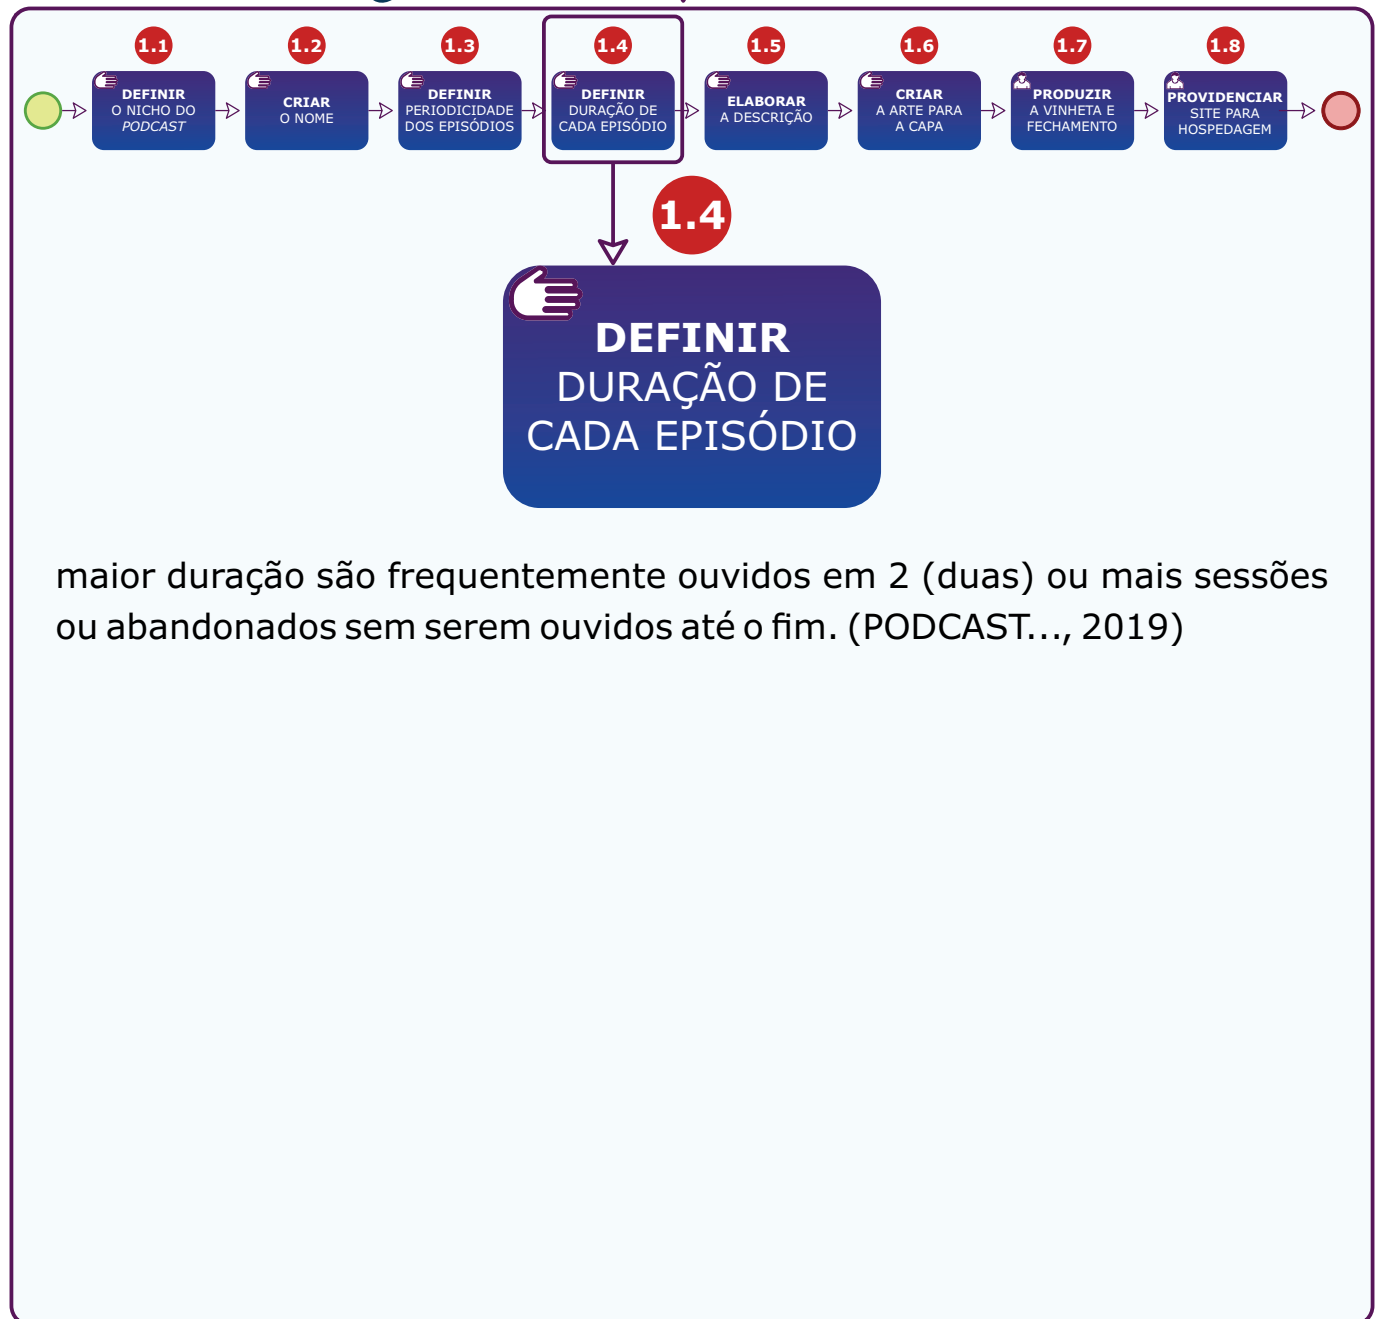 1.1
DEFINIR
O NICHO DO
PODCAST
1.2
CRIAR
O NOME
1.3
DEFINIR
PERIODICIDADE
DOS EPISÓDIOS
1.4
DEFINIR
DURAÇÃO DE
CADA EPISÓDIO
1.5
ELABORAR
A DESCRIÇÃO
1.6
CRIAR
A ARTE PARA
A CAPA
1.7
PRODUZIR
A VINHETA E
FECHAMENTO
1.8
PROVIDENCIAR
SITE PARA
HOSPEDAGEM
1.4
DEFINIR
DURAÇÃO DE
CADA EPISÓDIO
maior duração são frequentemente ouvidos em 2 (duas) ou mais sessões
ou abandonados sem serem ouvidos até o fim. (PODCAST..., 2019)